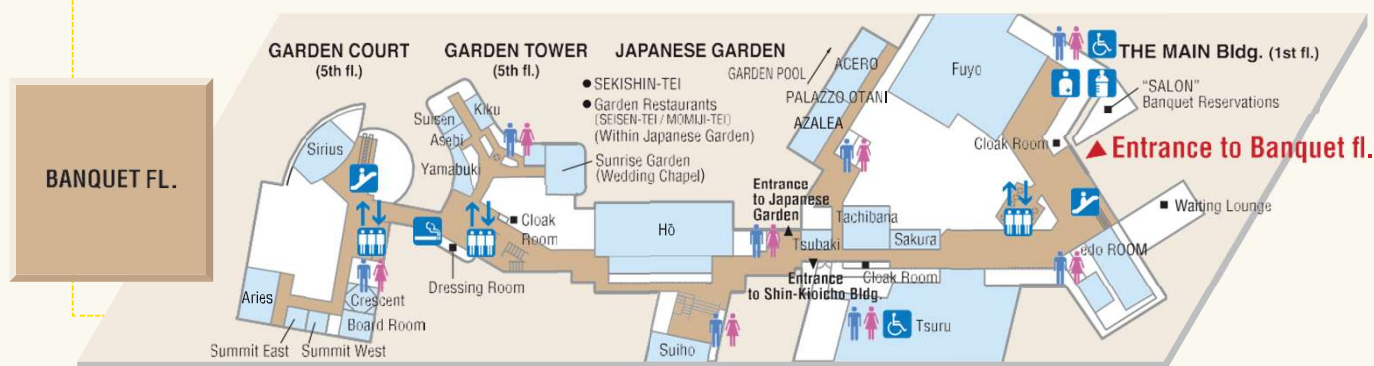 BANQUET FL.
GARDEN COURT
(5th fl.)
GARDEN TOWER
(5th fl.)
JAPANESE GARDEN
● SEKISHIN-TEI
● Garden Restaurants
(SEISEN-TEI / MOMIJI-TEI)
(Within Japanese Garden)
Sunrise Garden
(Wedding Chapel)
GARDEN POOL
ACERO
PALAZZO OTANI
AZALEA
Fuyo
THE MAIN Bldg. (1st fl.)
"SALON"
Banquet Reservations
Cloak Room
▲ Entrance to Banquet fl.
Waiting Lounge
edo ROOM
Sirius
Suisen
Kiku
Asebi
Yamabuki
Cloak
Room
Dressing Room
Hō
Entrance
to Japanese
Garden
Tachibana
Tsubaki
Sakura
Cloak Room
Entrance
to Shin-Kioicho Bldg.
Tsuru
Suiho
Aries
Crescent
Board Room
Summit East
Summit West